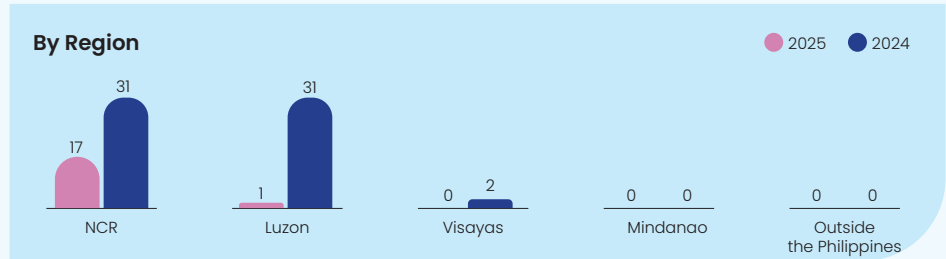 By Region
2025 2024
31
17
31
1
0
2
0 0
0 0
NCR
Luzon
Visayas
Mindanao
Outside
the Philippines